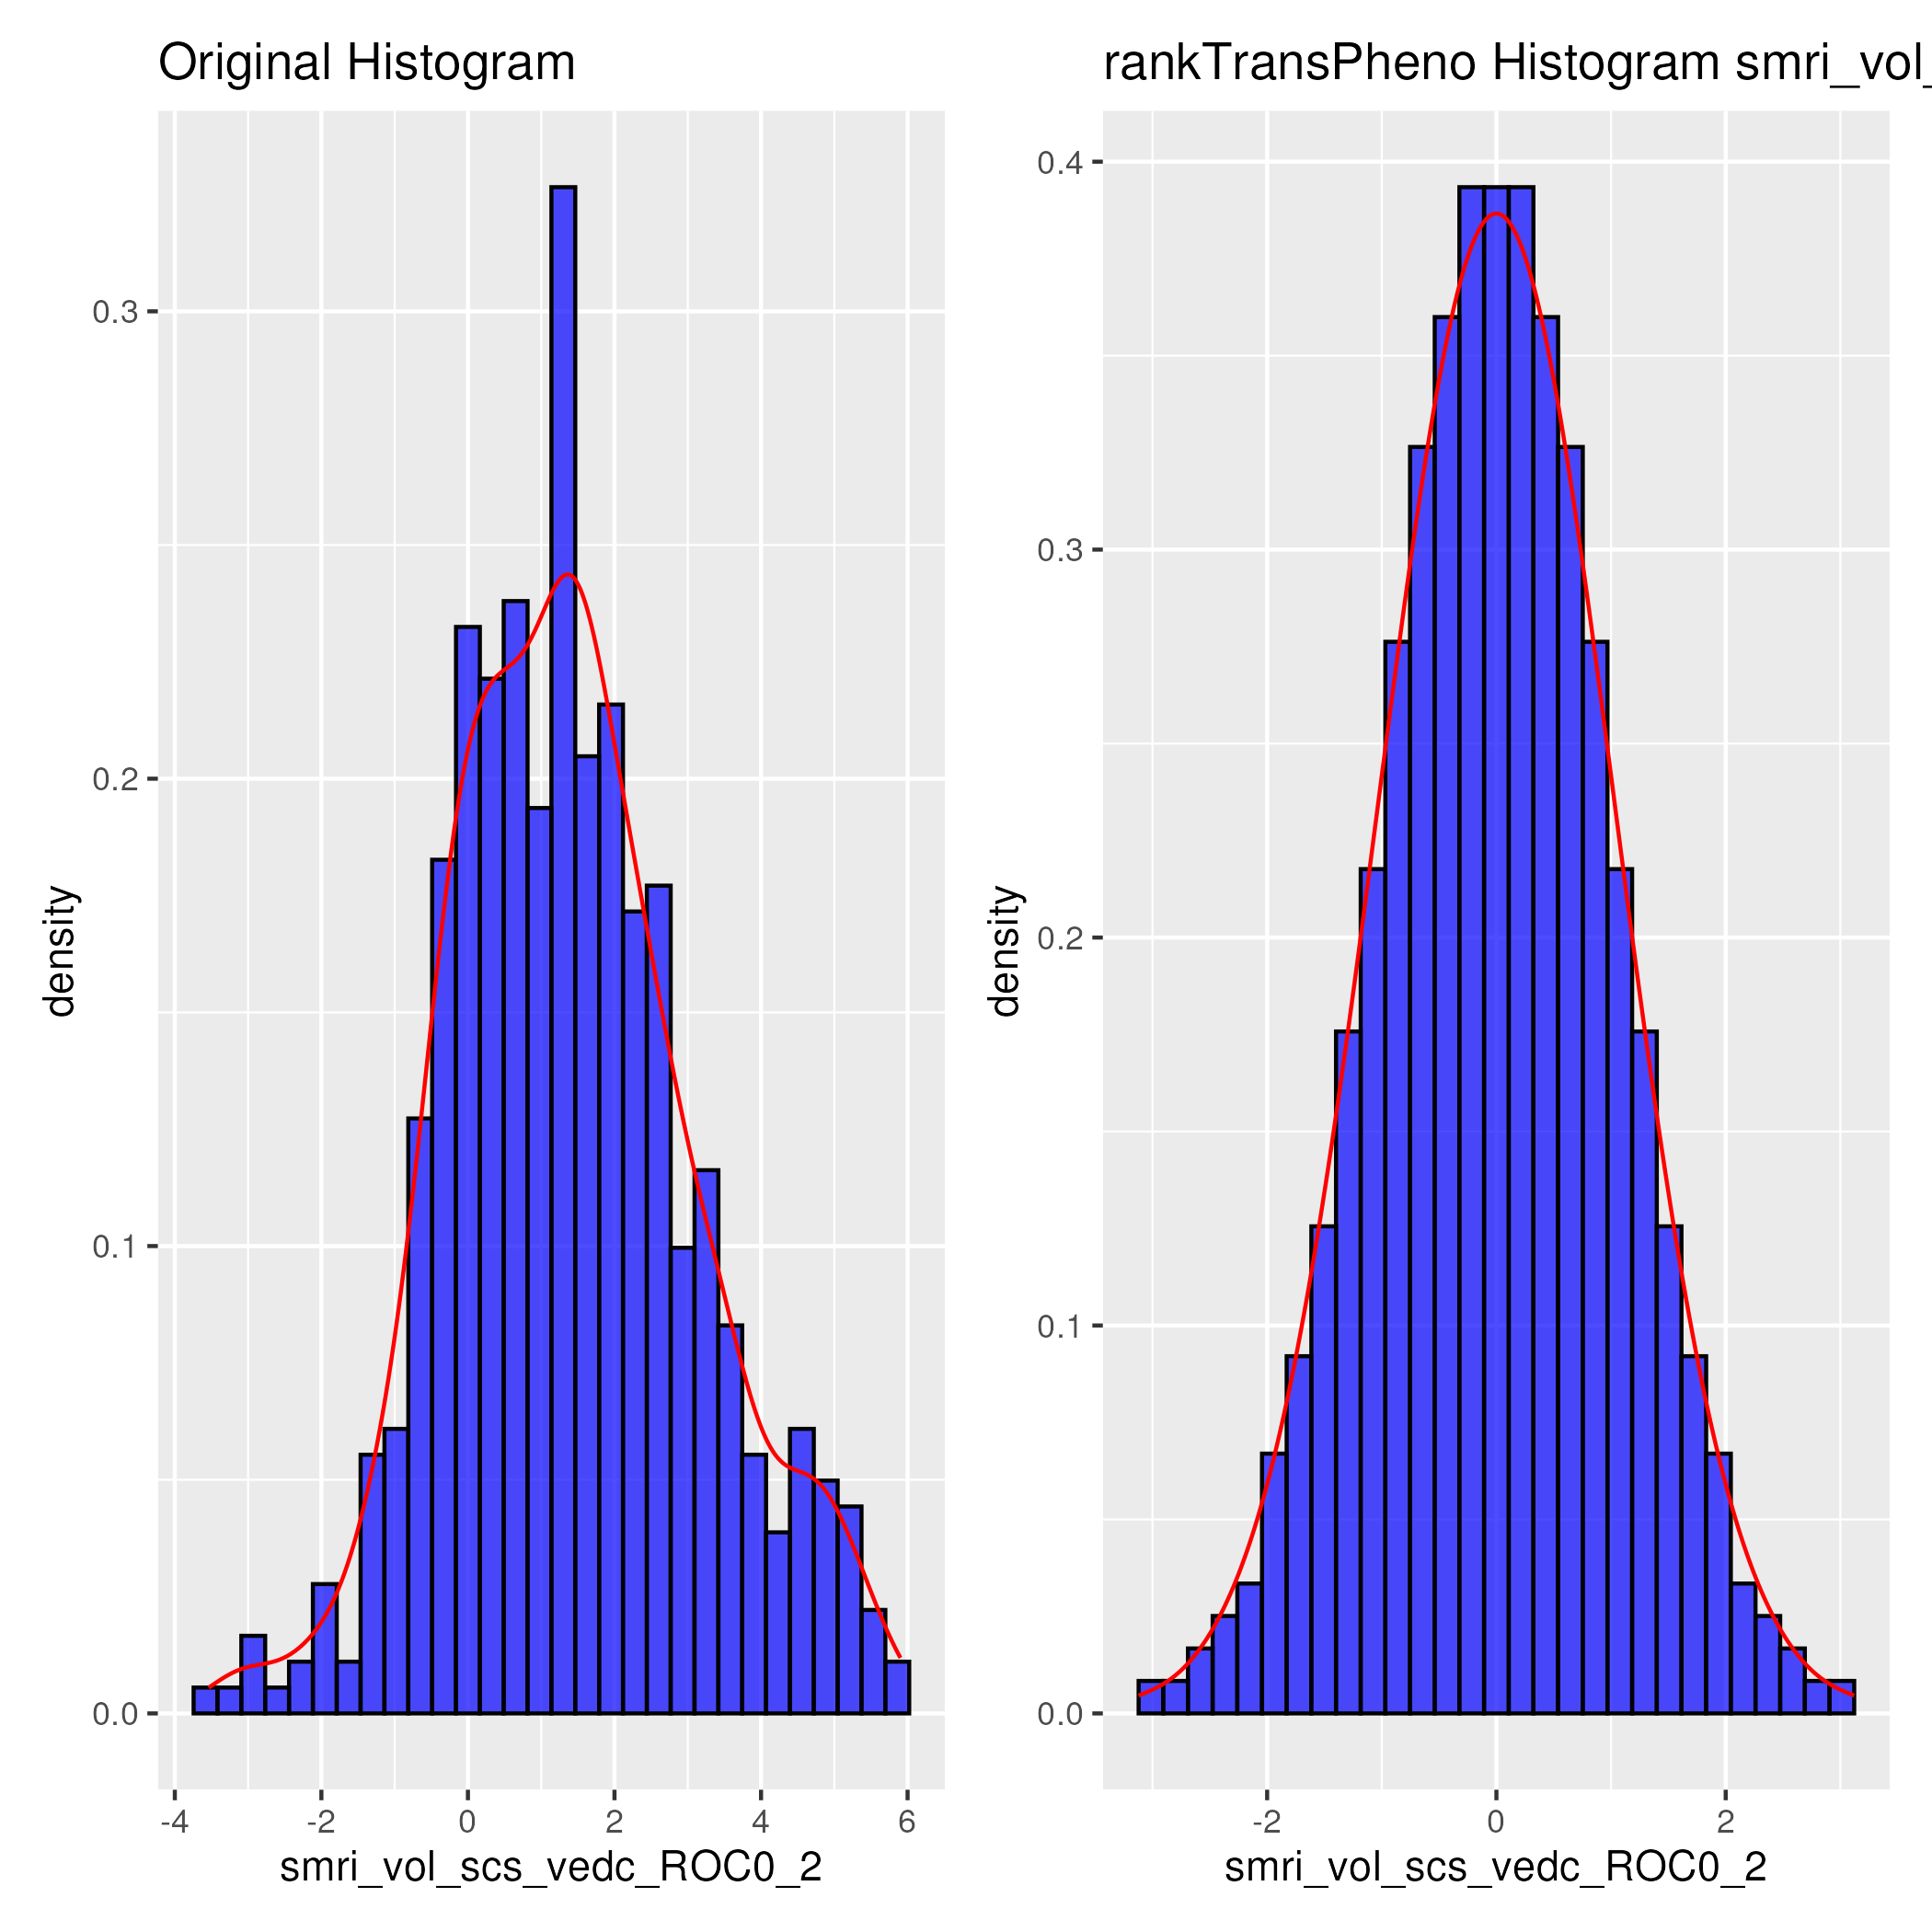 Original Histogram
0.3
0.2
0.1
0.0
density
-4 -2 0 2 4 6
smri_vol_scs_vedc_ROC0_2
rankTransPheno Histogram smri_vol_
0.4
0.3
0.2
0.1
0.0
density
-2 0 2
smri_vol_scs_vedc_ROC0_2